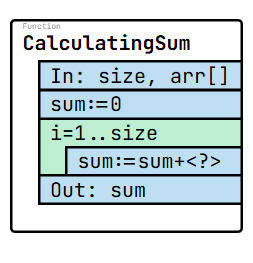 Function
CalculatingSum
In: size, arr[]
sum:=0
i=1..size
sum:=sum+<?>
Out: sum